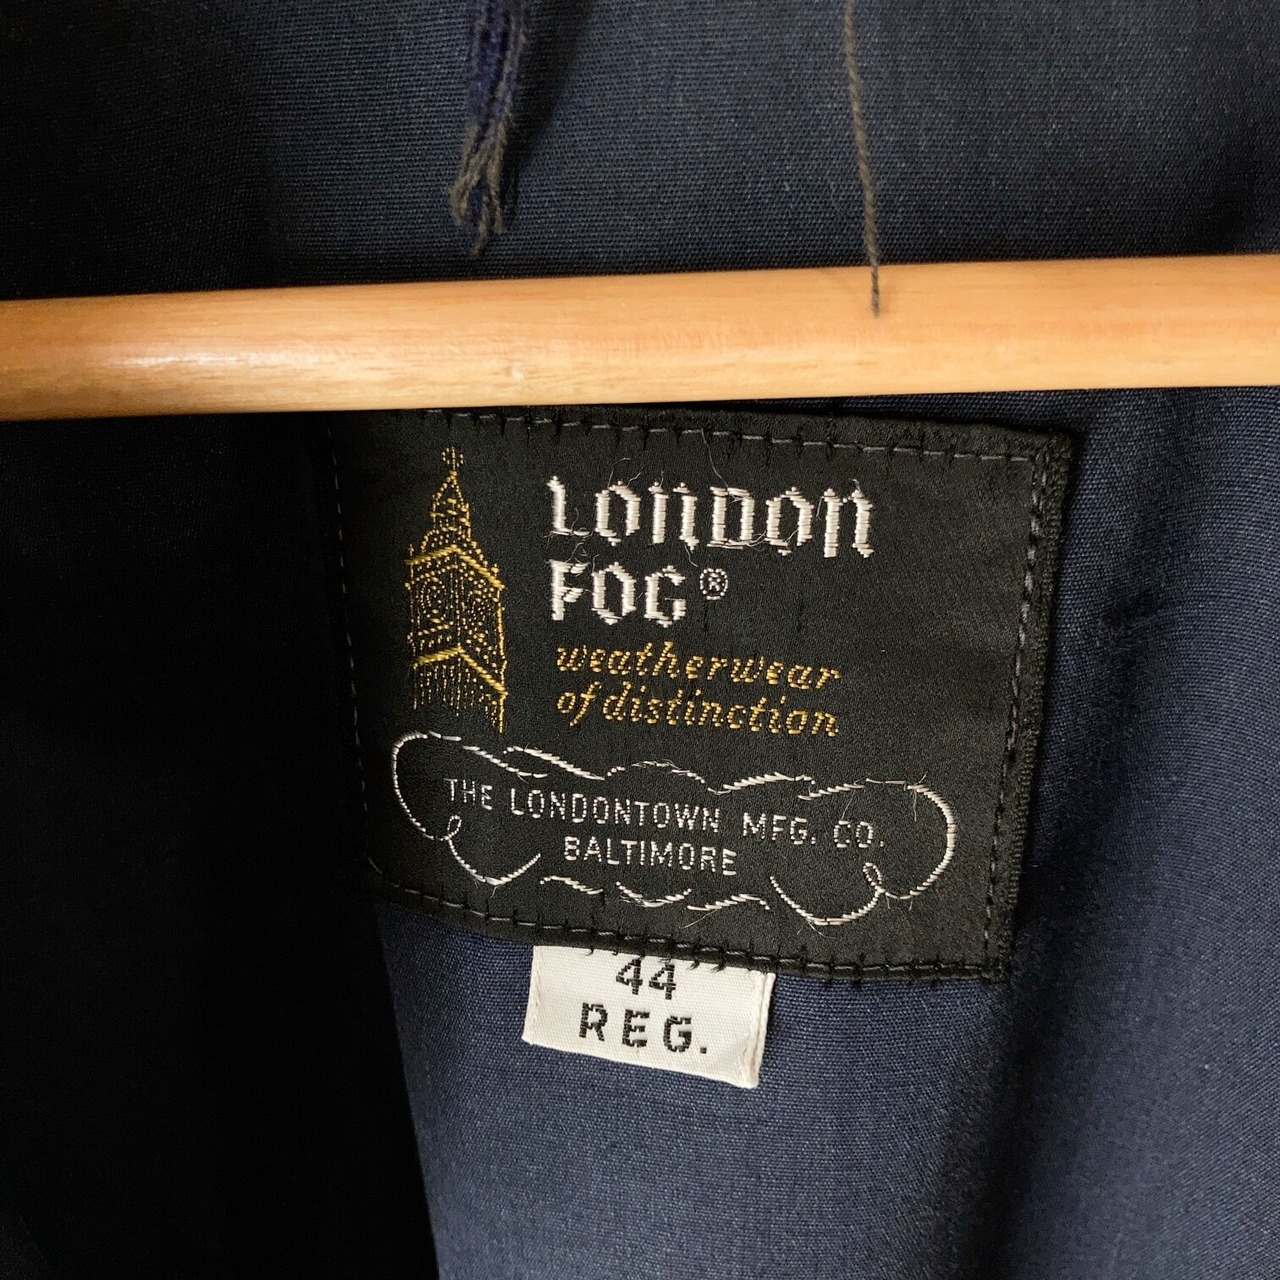 LONDON
FOG®
weatherwear
of distinction
THE LONDONTOWN MFG. CO.
BALTIMORE
44
REG.